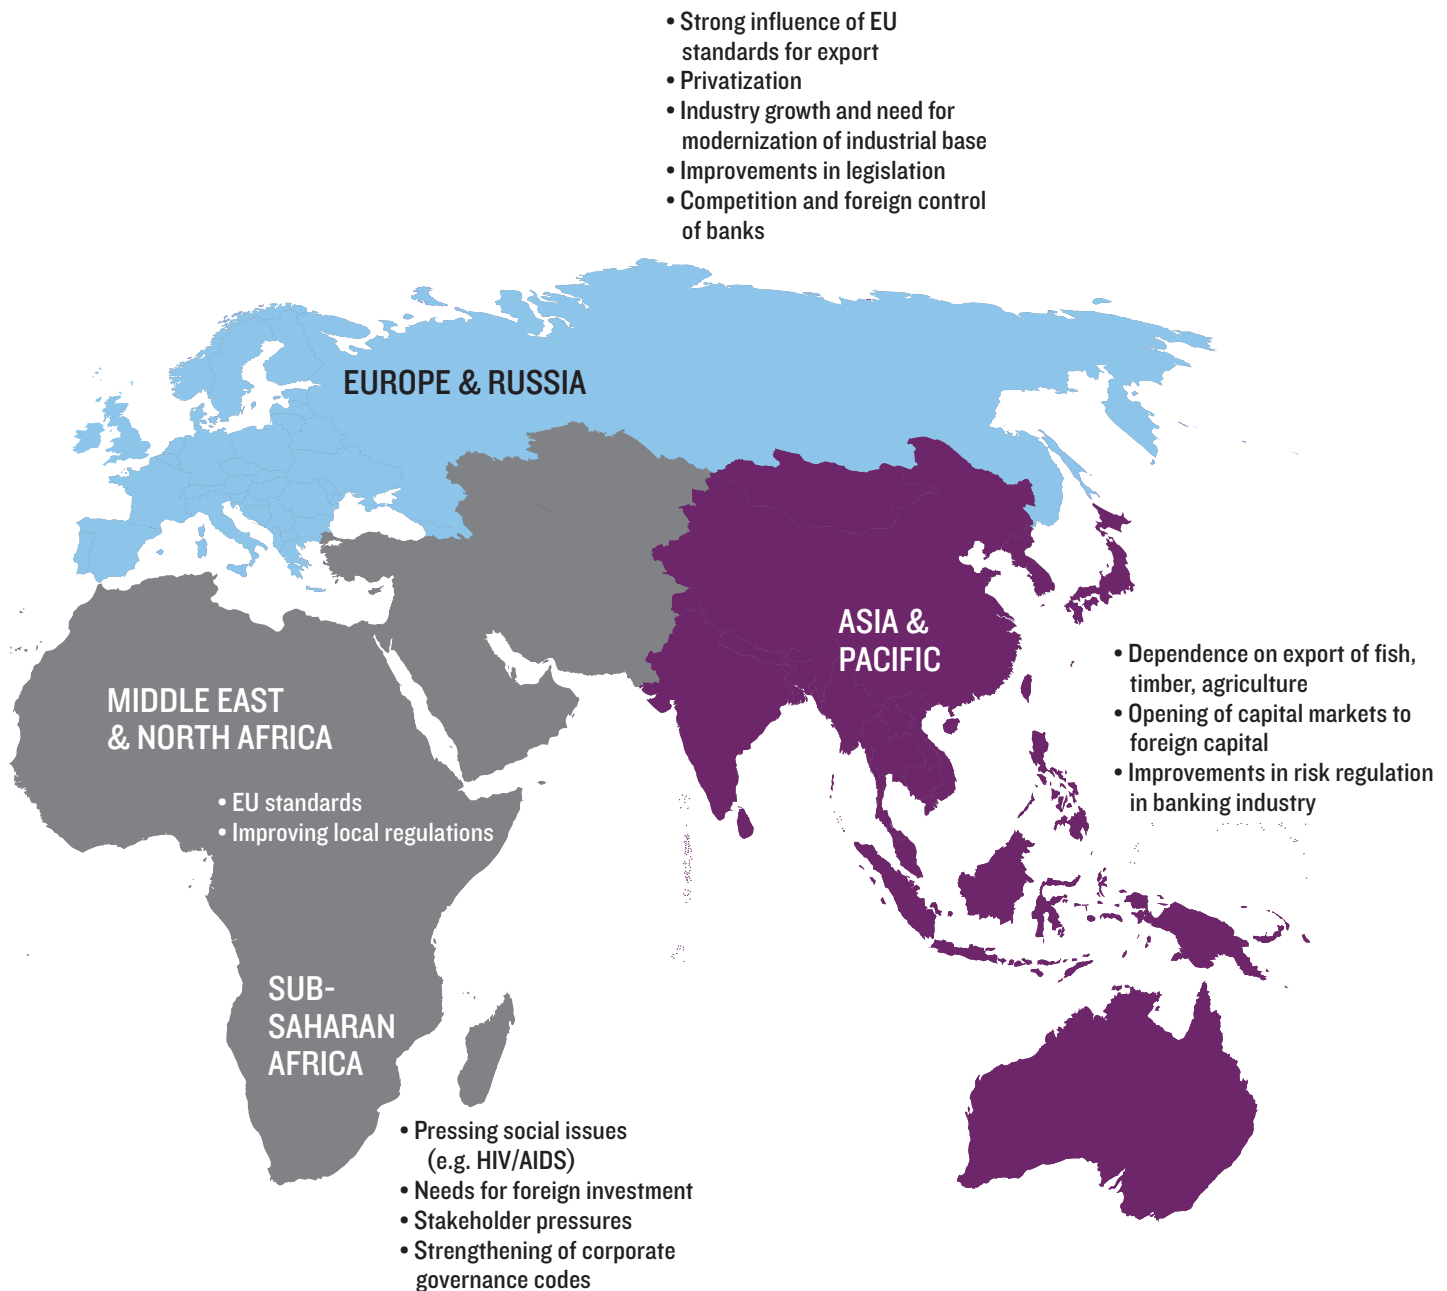 • Strong influence of EU
standards for export
• Privatization
• Industry growth and need for
modernization of industrial base
• Improvements in legislation
• Competition and foreign control
of banks
EUROPE & RUSSIA
ASIA &
PACIFIC
• Dependence on export of fish,
timber, agriculture
• Opening of capital markets to
foreign capital
• Improvements in risk regulation
in banking industry
MIDDLE EAST
& NORTH AFRICA
• EU standards
• Improving local regulations
SUB-
SAHARAN
AFRICA
• Pressing social issues
(e.g. HIV/AIDS)
• Needs for foreign investment
• Stakeholder pressures
• Strengthening of corporate
governance codes